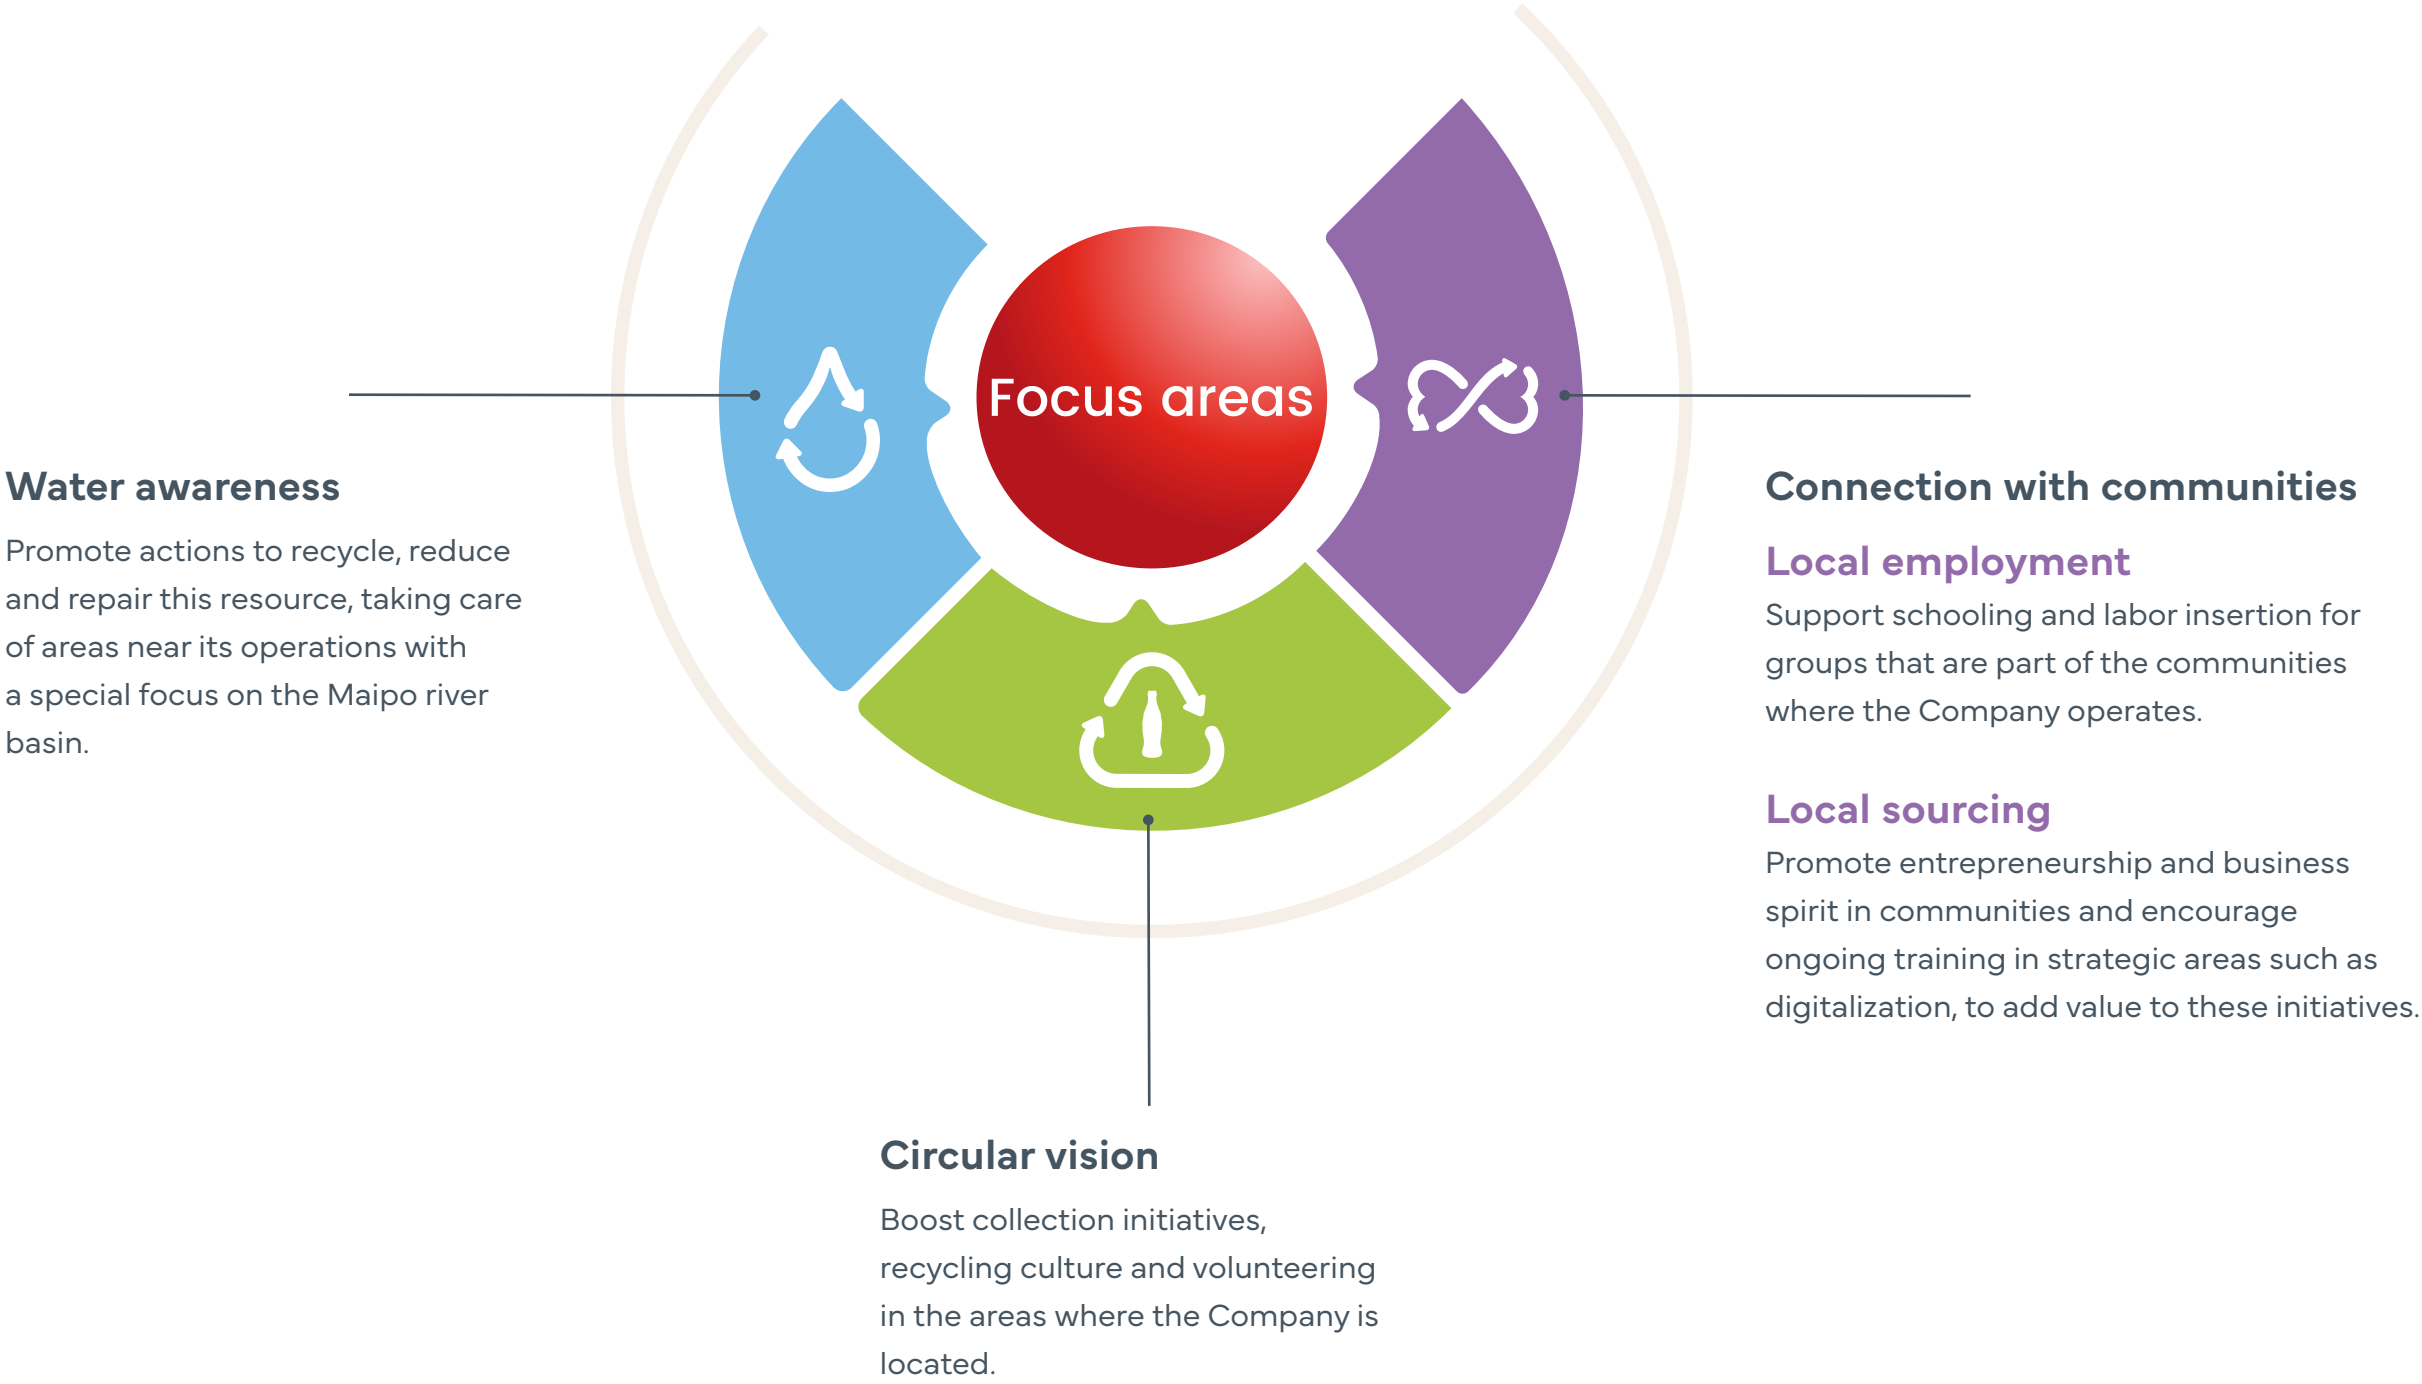 Focus areas
Water awareness
Promote actions to recycle, reduce
and repair this resource, taking care
of areas near its operations with
a special focus on the Maipo river
basin.
Connection with communities
Local employment
Support schooling and labor insertion for
groups that are part of the communities
where the Company operates.
Local sourcing
Promote entrepreneurship and business
spirit in communities and encourage
ongoing training in strategic areas such as
digitalization, to add value to these initiatives.
Circular vision
Boost collection initiatives,
recycling culture and volunteering
in the areas where the Company is
located.